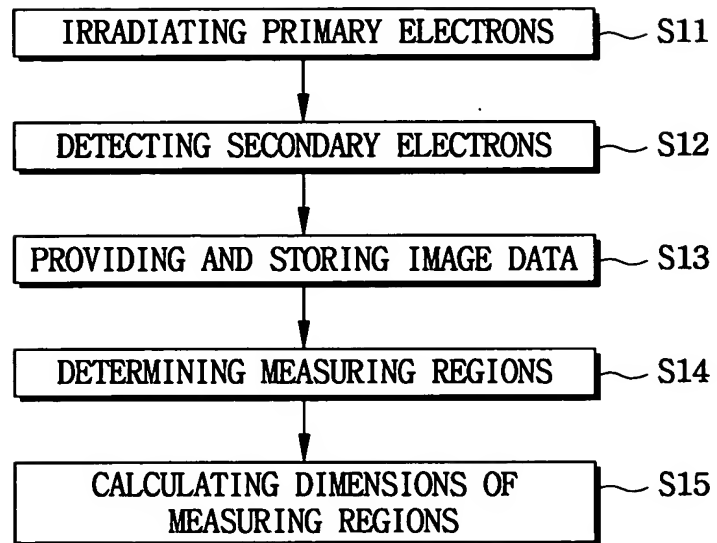 IRRADIATING PRIMARY ELECTRONS S11
DETECTING SECONDARY ELECTRONS S12
PROVIDING AND STORING IMAGE DATA S13
DETERMINING MEASURING REGIONS S14
CALCULATING DIMENSIONS OF
MEASURING REGIONS S15